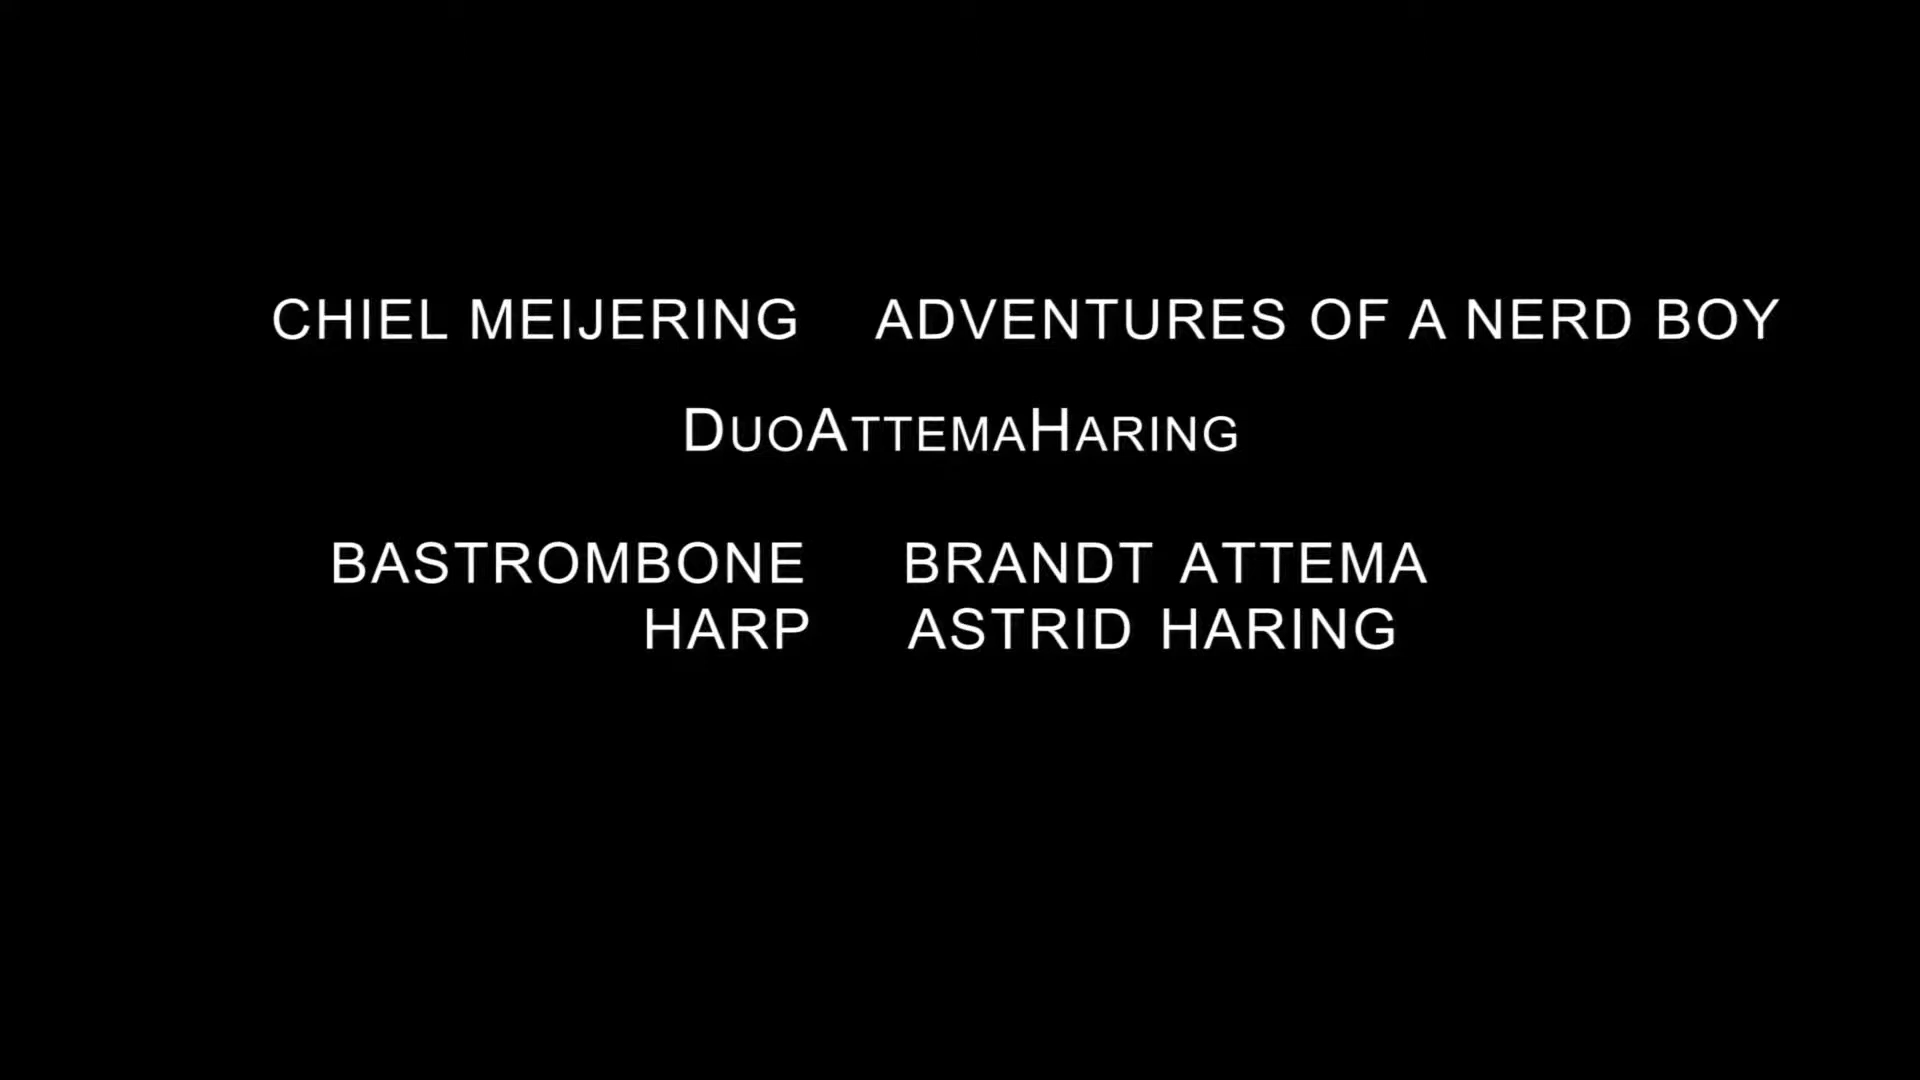 CHIEL MEIJERING ADVENTURES OF A NERD BOY
DUOATTEMAHARING
BASTROMBONE BRANDT ATTEMA
HARP ASTRID HARING